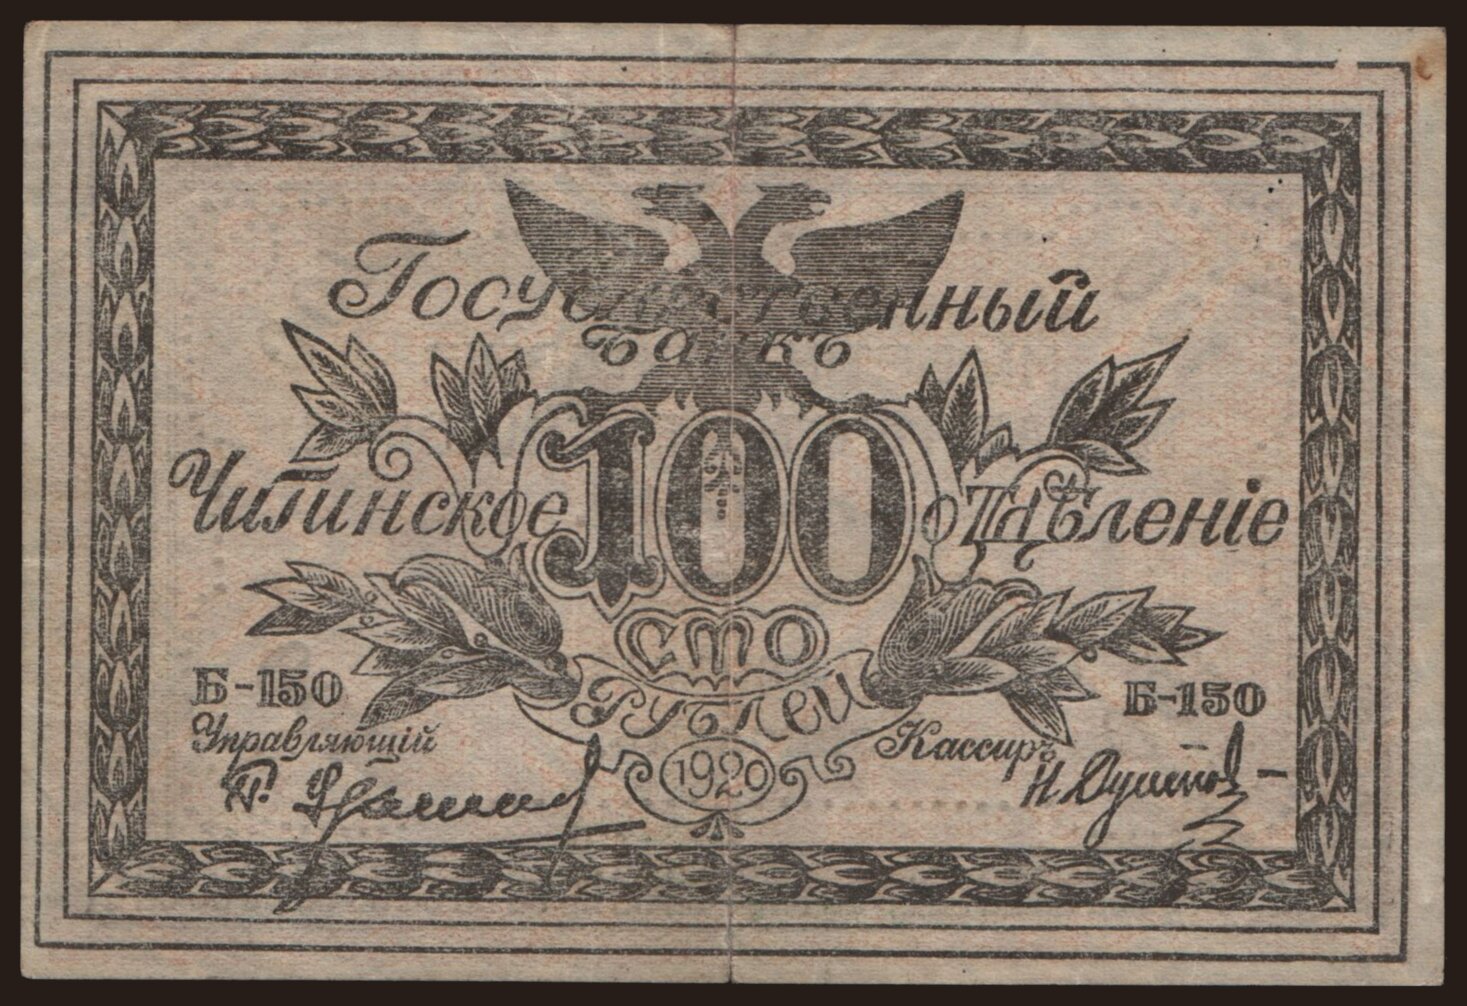 Государственный
Банкъ
Читинское 100 отдѣленіе
сто
рублей
Б-150 Б-150
Управляющій Кассиръ
1920